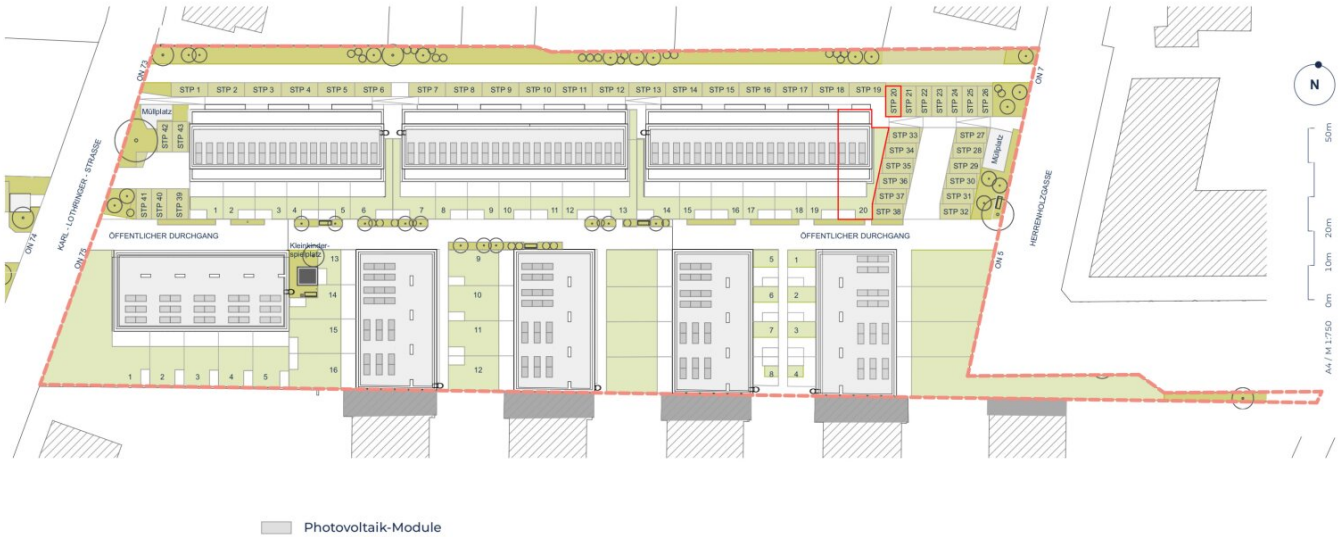 ON 73
ON 7
N
STP 1 STP 2 STP 3 STP 4 STP 5 STP 6 STP 7 STP 8 STP 9 STP 10 STP 11 STP 12 STP 13 STP 14 STP 15 STP 16 STP 17 STP 18 STP 19 STP 20 STP 21 STP 22 STP 23 STP 24 STP 25 STP 26
Müllplatz
STP 42 STP 43
STP 33 STP 27
STP 34 STP 28
STP 35 STP 29
STP 36 STP 30
STP 37 STP 31
STP 38 STP 32
Müllplatz
KARL - LOTHRINGER - STRASSE
HERRENHOLZGASSE
STP 41 STP 40 STP 39
1 2 3 4 5 6 7 8 9 10 11 12 13 14 15 16 17 18 19 20
ON 74
ON 75
ÖFFENTLICHER DURCHGANG
ÖFFENTLICHER DURCHGANG
ON 5
Kleinkinder-
spielplatz
13 9 5 1
14 10 6 2
15 11 7 3
16 12 8 4
1 2 3 4 5
50m
20m
10m
0m
A4 / M 1:750
Photovoltaik-Module